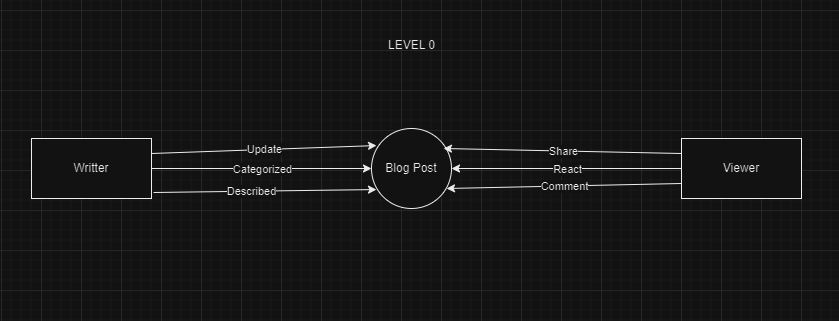 LEVEL 0
Writter
Update
Categorized
Described
Blog Post
Share
React
Comment
Viewer